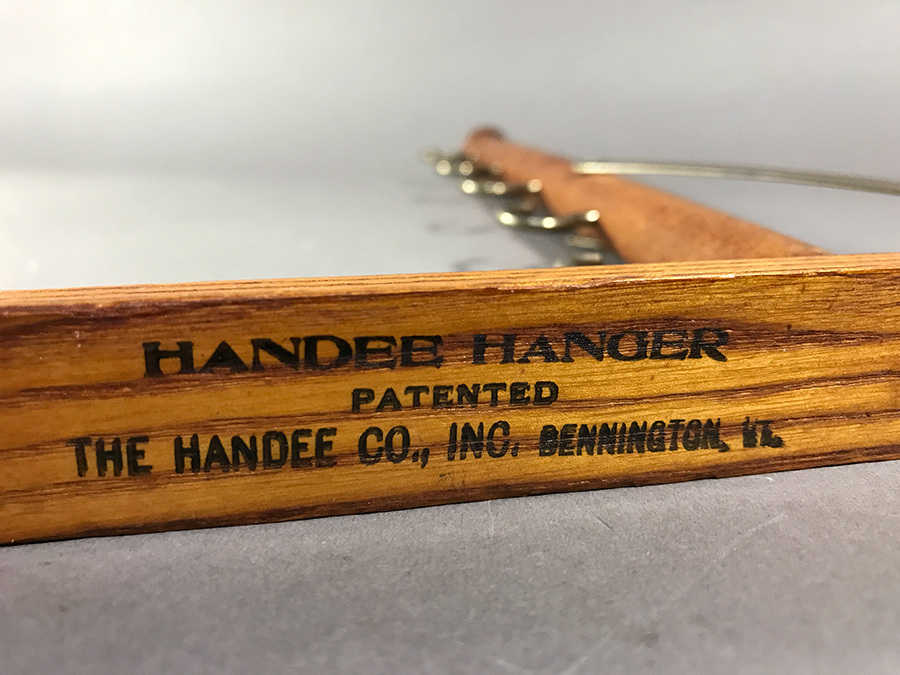 HANDEE HANGER
PATENTED
THE HANDEE CO., INC. BENNINGTON, VT.